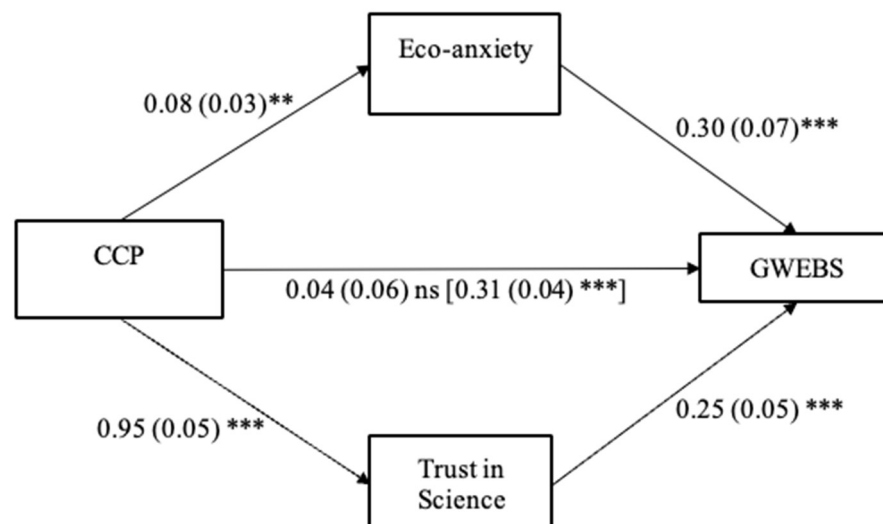 Eco-anxiety
0.08 (0.03)**
0.30 (0.07)***
CCP
GWEBS
0.04 (0.06) ns [0.31 (0.04) ***]
0.95 (0.05) ***
0.25 (0.05) ***
Trust in
Science